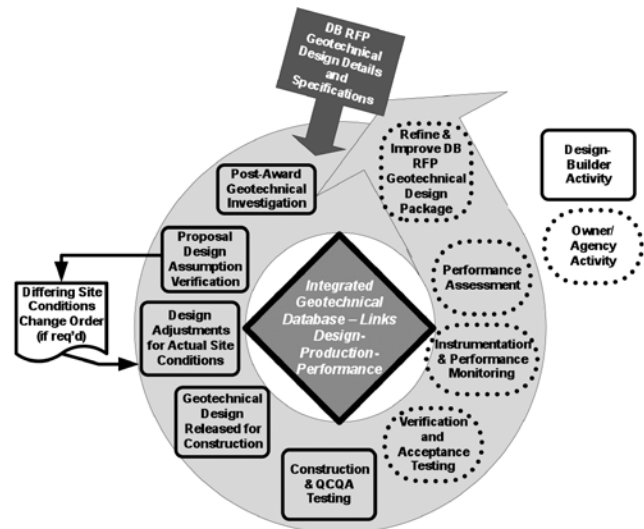 DB RFP
Geotechnical
Design Details
and
Specifications
Refine &
Improve DB
RFP
Geotechnical
Design
Package
Design-
Builder
Activity
Owner/
Agency
Activity
Post-Award
Geotechnical
Investigation
Proposal
Design
Assumption
Verification
Differing Site
Conditions
Change Order
(if req'd)
Design
Adjustments
for Actual Site
Conditions
Geotechnical
Design
Released for
Construction
Construction
& QCQA
Testing
Verification
and
Acceptance
Testing
Instrumentation
& Performance
Monitoring
Performance
Assessment
Integrated
Geotechnical
Database – Links
Design-
Production-
Performance